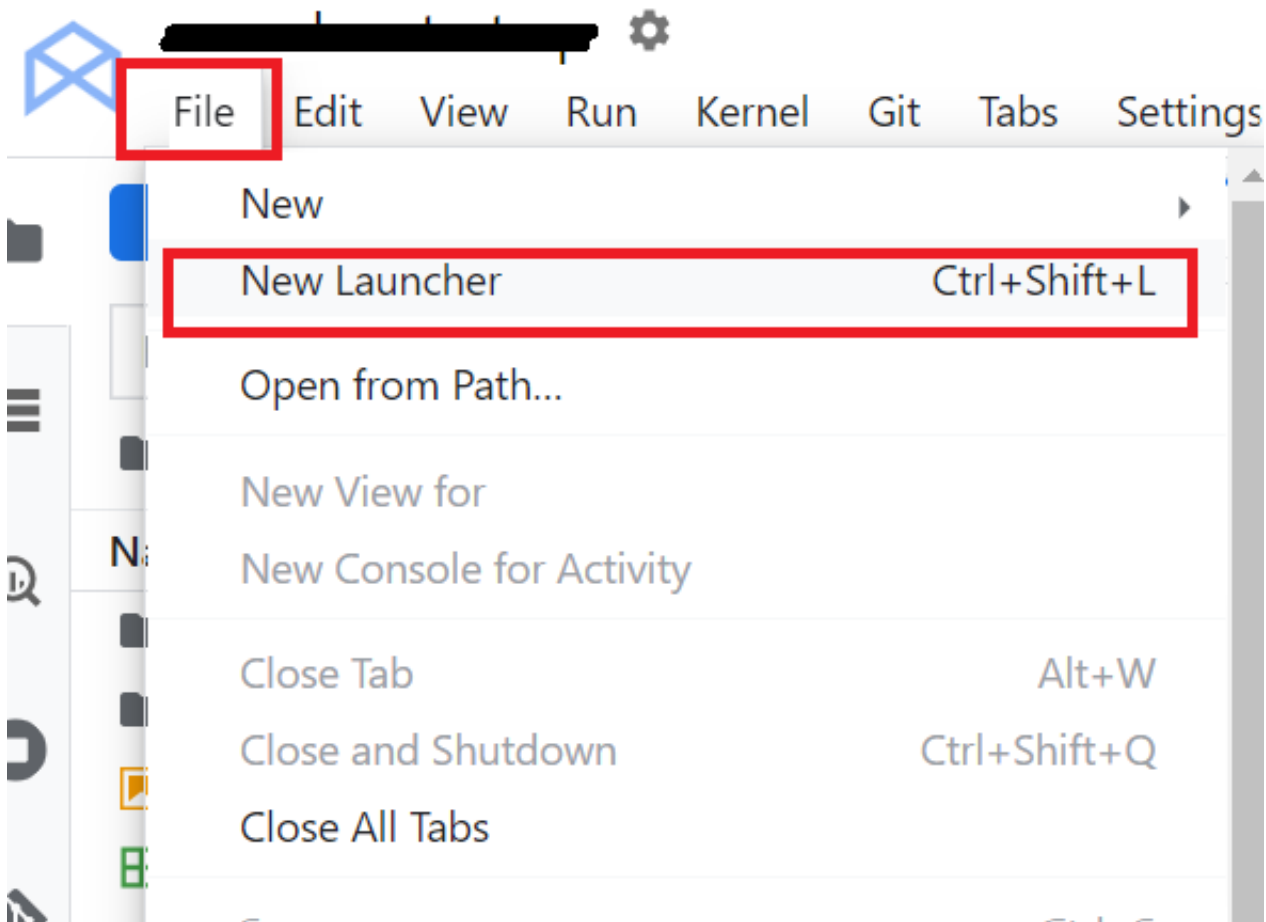 File Edit View Run Kernel Git Tabs Settings
New
New Launcher Ctrl+Shift+L
Open from Path...
New View for
New Console for Activity
Close Tab Alt+W
Close and Shutdown Ctrl+Shift+Q
Close All Tabs